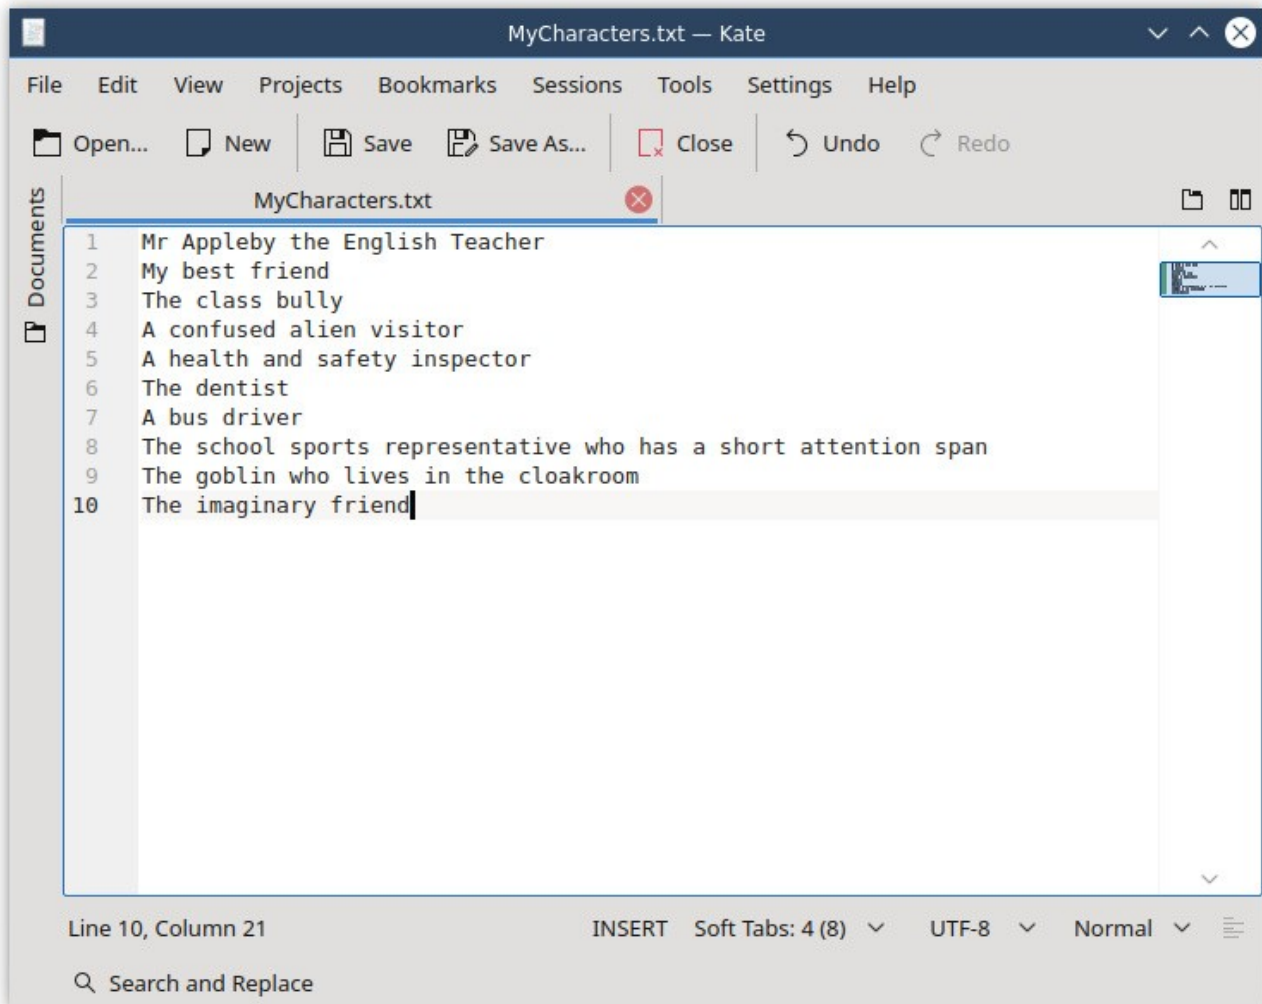 MyCharacters.txt — Kate
File Edit View Projects Bookmarks Sessions Tools Settings Help
Open... New Save Save As... Close Undo Redo
Documents
MyCharacters.txt
1 Mr Appleby the English Teacher
2 My best friend
3 The class bully
4 A confused alien visitor
5 A health and safety inspector
6 The dentist
7 A bus driver
8 The school sports representative who has a short attention span
9 The goblin who lives in the cloakroom
10 The imaginary friend
Line 10, Column 21 INSERT Soft Tabs: 4 (8) UTF-8 Normal
Search and Replace